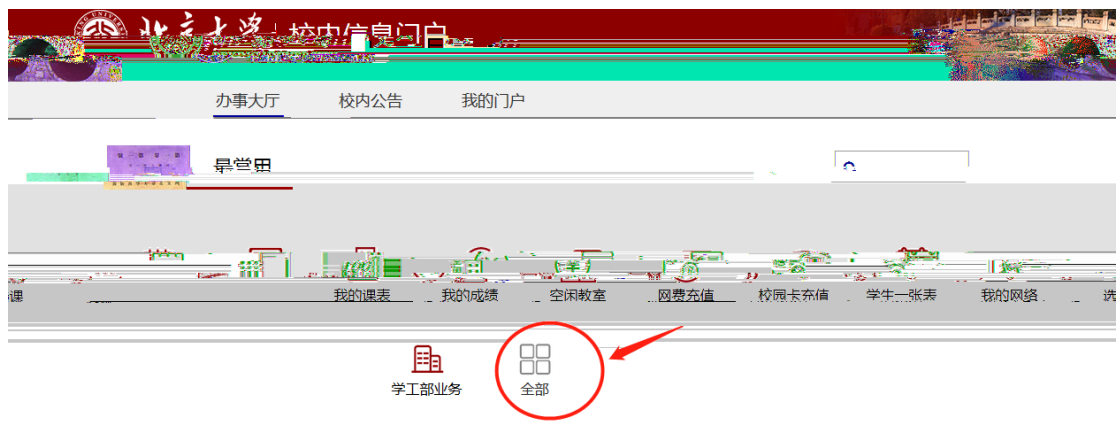 北京大学 校内信息门户
办事大厅 校内公告 我的门户
最常用
课 我的课表 我的成绩 空闲教室 网费充值 校园卡充值 学生一张表 我的网络 选
学工部业务 全部